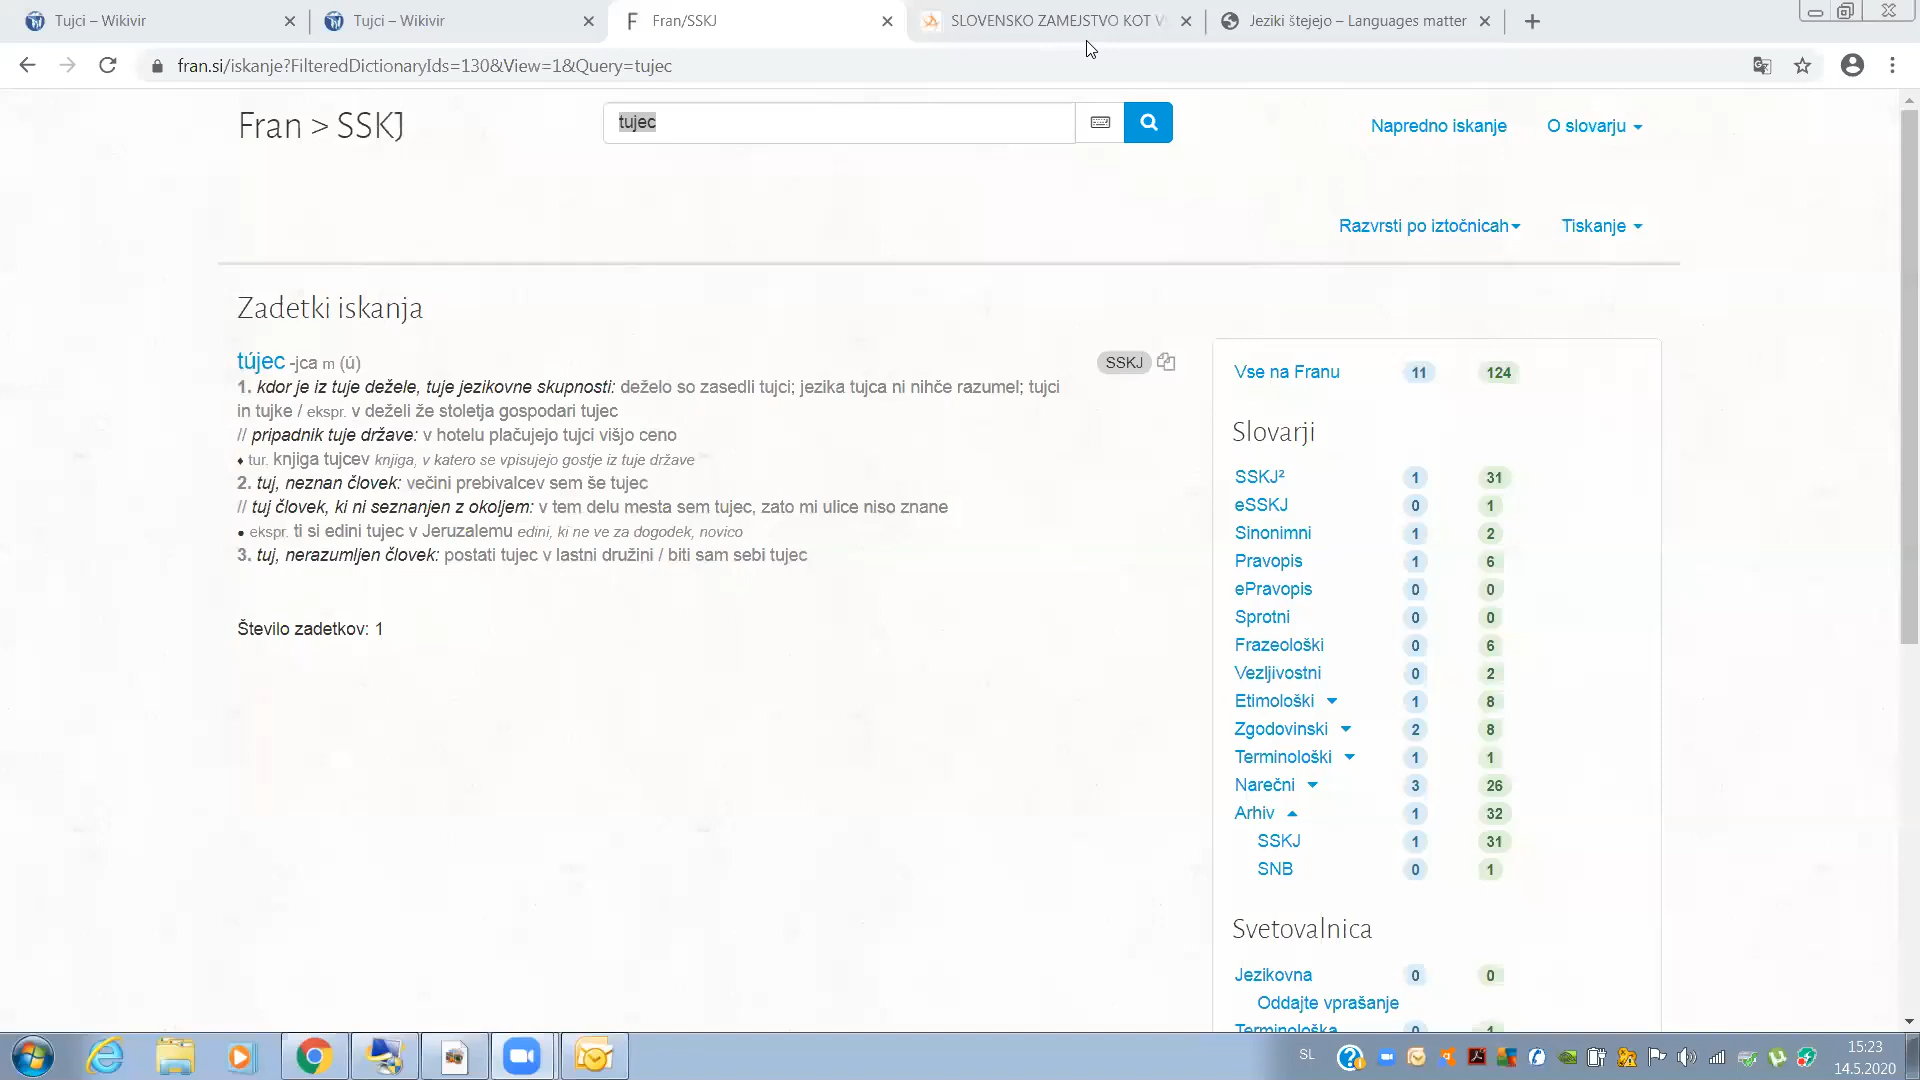 Tujci – Wikivir
Tujci – Wikivir
Fran/SSKJ
SLOVENSKO ZAMEJSTVO KOT V
Jeziki štejejo – Languages matter
fran.si/iskanje?FilteredDictionaryIds=130&View=1&Query=tujec
Fran > SSKJ
tujec
Napredno iskanje
O slovarju
Razvrsti po iztočnicah
Tiskanje
Zadetki iskanja
tújec -jca m (ú)
SSKJ
1. kdor je iz tuje dežele, tuje jezikovne skupnosti: deželo so zasedli tujci; jezika tujca ni nihče razumel; tujci
in tujke / ekspr. v deželi že stoletja gospodari tujec
// pripadnik tuje države: v hotelu plačujejo tujci višjo ceno
♦ tur. knjiga tujcev knjiga, v katero se vpisujejo gostje iz tuje države
2. tuj, neznan človek: večini prebivalcev sem še tujec
// tuj človek, ki ni seznanjen z okoljem: v tem delu mesta sem tujec, zato mi ulice niso znane
● ekspr. ti si edini tujec v Jeruzalemu edini, ki ne ve za dogodek, novico
3. tuj, nerazumljen človek: postati tujec v lastni družini / biti sam sebi tujec
Število zadetkov: 1
Vse na Franu 11 124
Slovarji
SSKJ² 1 31
eSSKJ 0 1
Sinonimni 1 2
Pravopis 1 6
ePravopis 0 0
Sprotni 0 0
Frazeološki 0 6
Vezljivostni 0 2
Etimološki 1 8
Zgodovinski 2 8
Terminološki 1 1
Narečni 3 26
Arhiv 1 32
SSKJ 1 31
SNB 0 1
Svetovalnica
Jezikovna 0 0
Oddajte vprašanje
Terminološka 0 1
SL
15:23
14.5.2020